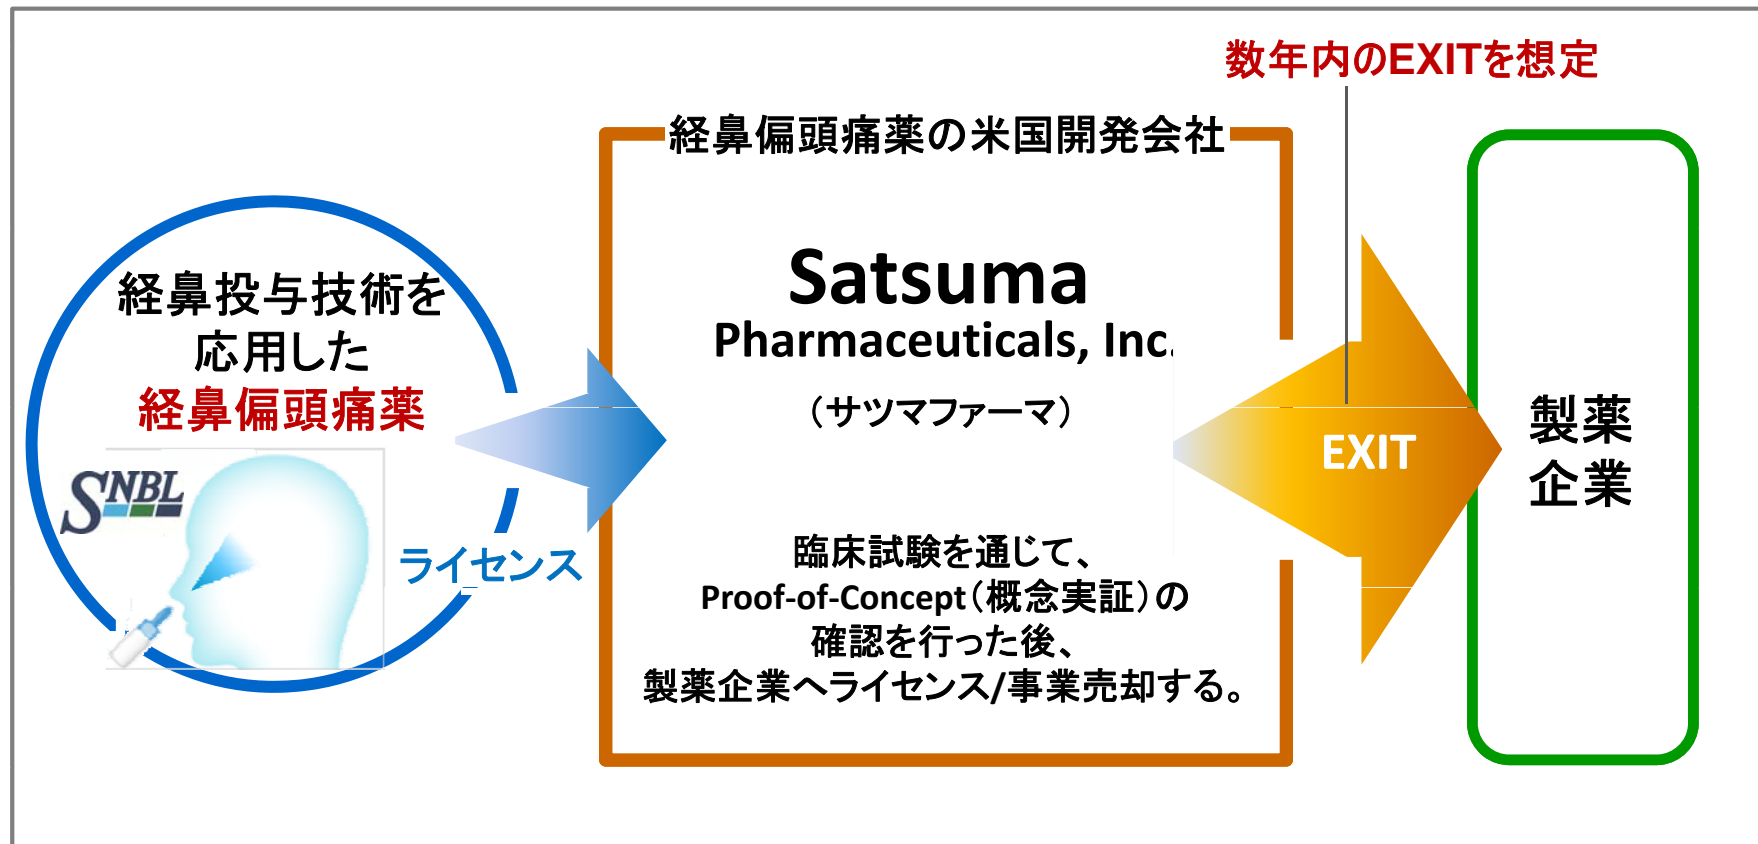 数年内のEXITを想定
経鼻偏頭痛薬の米国開発会社
経鼻投与技術を
応用した
経鼻偏頭痛薬
SNBL
ライセンス
Satsuma
Pharmaceuticals, Inc.
（サツマファーマ）
臨床試験を通じて、
Proof-of-Concept（概念実証）の
確認を行った後、
製薬企業へライセンス/事業売却する。
EXIT
製薬
企業